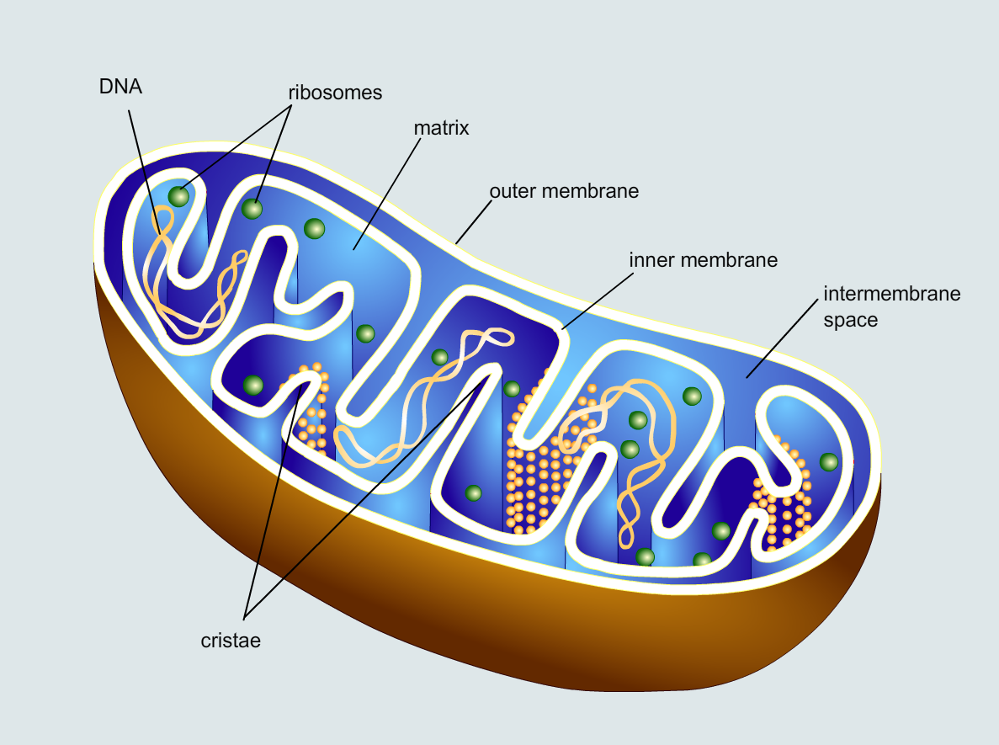 DNA
ribosomes
matrix
outer membrane
inner membrane
intermembrane
space
cristae